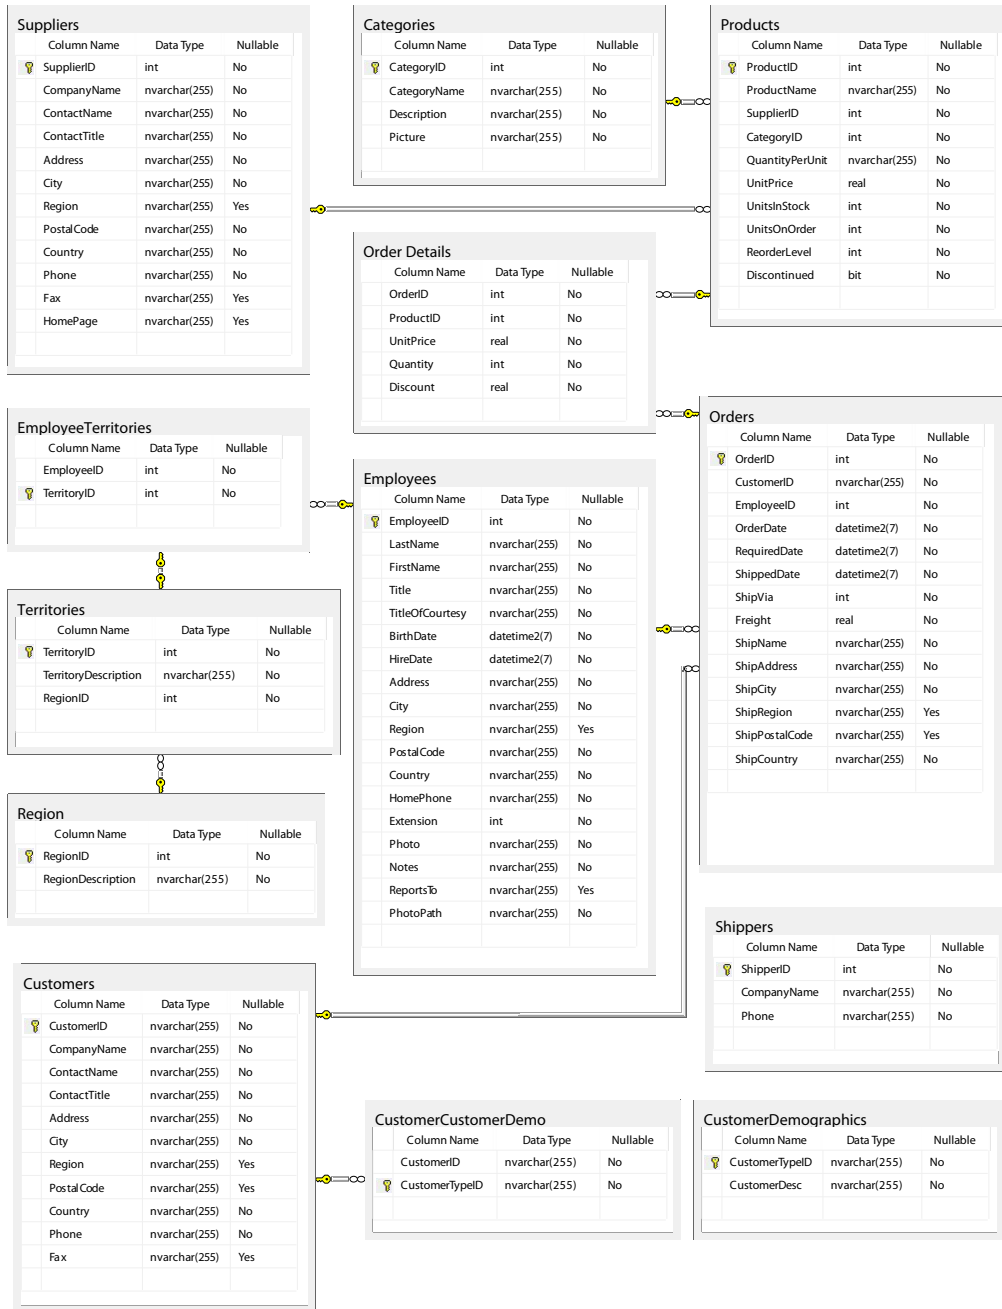 Suppliers
Column Name Data Type Nullable
SupplierID int No
CompanyName nvarchar(255) No
ContactName nvarchar(255) No
ContactTitle nvarchar(255) No
Address nvarchar(255) No
City nvarchar(255) No
Region nvarchar(255) Yes
PostalCode nvarchar(255) No
Country nvarchar(255) No
Phone nvarchar(255) No
Fax nvarchar(255) Yes
HomePage nvarchar(255) Yes
Categories
Column Name Data Type Nullable
CategoryID int No
CategoryName nvarchar(255) No
Description nvarchar(255) No
Picture nvarchar(255) No
Products
Column Name Data Type Nullable
ProductID int No
ProductName nvarchar(255) No
SupplierID int No
CategoryID int No
QuantityPerUnit nvarchar(255) No
UnitPrice real No
UnitsInStock int No
UnitsOnOrder int No
ReorderLevel int No
Discontinued bit No
Order Details
Column Name Data Type Nullable
OrderID int No
ProductID int No
UnitPrice real No
Quantity int No
Discount real No
EmployeeTerritories
Column Name Data Type Nullable
EmployeeID int No
TerritoryID int No
Employees
Column Name Data Type Nullable
EmployeeID int No
LastName nvarchar(255) No
FirstName nvarchar(255) No
Title nvarchar(255) No
TitleOfCourtesy nvarchar(255) No
BirthDate datetime2(7) No
HireDate datetime2(7) No
Address nvarchar(255) No
City nvarchar(255) No
Region nvarchar(255) Yes
PostalCode nvarchar(255) No
Country nvarchar(255) No
HomePhone nvarchar(255) No
Extension int No
Photo nvarchar(255) No
Notes nvarchar(255) No
ReportsTo nvarchar(255) Yes
PhotoPath nvarchar(255) No
Orders
Column Name Data Type Nullable
OrderID int No
CustomerID nvarchar(255) No
EmployeeID int No
OrderDate datetime2(7) No
RequiredDate datetime2(7) No
ShippedDate datetime2(7) No
ShipVia int No
Freight real No
ShipName nvarchar(255) No
ShipAddress nvarchar(255) No
ShipCity nvarchar(255) No
ShipRegion nvarchar(255) Yes
ShipPostalCode nvarchar(255) Yes
ShipCountry nvarchar(255) No
Territories
Column Name Data Type Nullable
TerritoryID int No
TerritoryDescription nvarchar(255) No
RegionID int No
Region
Column Name Data Type Nullable
RegionID int No
RegionDescription nvarchar(255) No
Shippers
Column Name Data Type Nullable
ShipperID int No
CompanyName nvarchar(255) No
Phone nvarchar(255) No
Customers
Column Name Data Type Nullable
CustomerID nvarchar(255) No
CompanyName nvarchar(255) No
ContactName nvarchar(255) No
ContactTitle nvarchar(255) No
Address nvarchar(255) No
City nvarchar(255) No
Region nvarchar(255) Yes
PostalCode nvarchar(255) Yes
Country nvarchar(255) No
Phone nvarchar(255) No
Fax nvarchar(255) Yes
CustomerCustomerDemo
Column Name Data Type Nullable
CustomerID nvarchar(255) No
CustomerTypeID nvarchar(255) No
CustomerDemographics
Column Name Data Type Nullable
CustomerTypeID nvarchar(255) No
CustomerDesc nvarchar(255) No